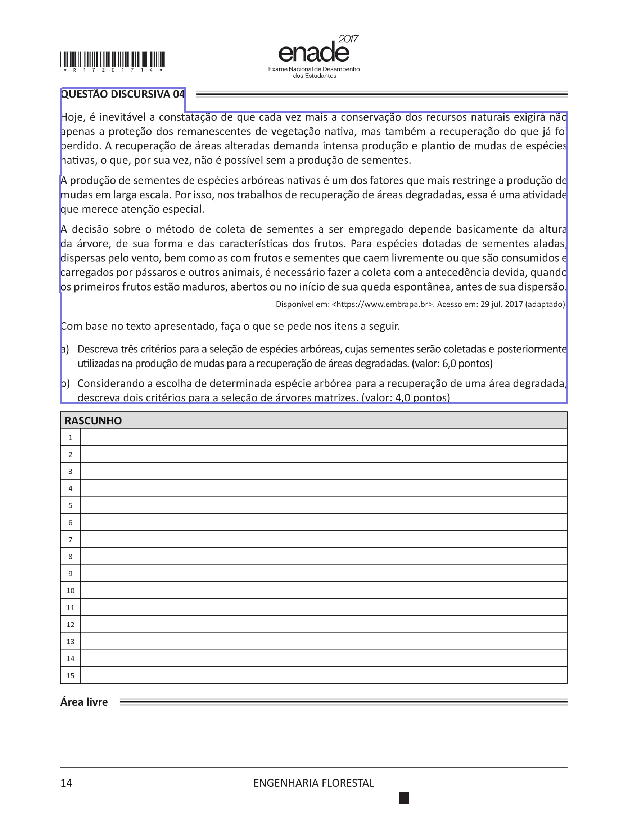 2017
enade
Exame Nacional de Desempenho
dos Estudantes
QUESTÃO DISCURSIVA 04
Hoje, é inevitável a constatação de que cada vez mais a conservação dos recursos naturais exigirá não
apenas a proteção dos remanescentes de vegetação nativa, mas também a recuperação do que já foi
perdido. A recuperação de áreas alteradas demanda intensa produção e plantio de mudas de espécies
nativas, o que, por sua vez, não é possível sem a produção de sementes.
A produção de sementes de espécies arbóreas nativas é um dos fatores que mais restringe a produção de
mudas em larga escala. Por isso, nos trabalhos de recuperação de áreas degradadas, essa é uma atividade
que merece atenção especial.
A decisão sobre o método de coleta de sementes a ser empregado depende basicamente da altura
da árvore, de sua forma e das características dos frutos. Para espécies dotadas de sementes aladas,
dispersas pelo vento, bem como as com frutos e sementes que caem livremente ou que são consumidos e
carregados por pássaros e outros animais, é necessário fazer a coleta com a antecedência devida, quando
os primeiros frutos estão maduros, abertos ou no início de sua queda espontânea, antes de sua dispersão.
Disponível em: <https://www.embrapa.br>. Acesso em: 29 jul. 2017 (adaptado)
Com base no texto apresentado, faça o que se pede nos itens a seguir.
a) Descreva três critérios para a seleção de espécies arbóreas, cujas sementes serão coletadas e posteriormente
utilizadas na produção de mudas para a recuperação de áreas degradadas. (valor: 6,0 pontos)
b) Considerando a escolha de determinada espécie arbórea para a recuperação de uma área degradada,
descreva dois critérios para a seleção de árvores matrizes. (valor: 4,0 pontos)
RASCUNHO
1
2
3
4
5
6
7
8
9
10
11
12
13
14
15
Área livre
14 ENGENHARIA FLORESTAL